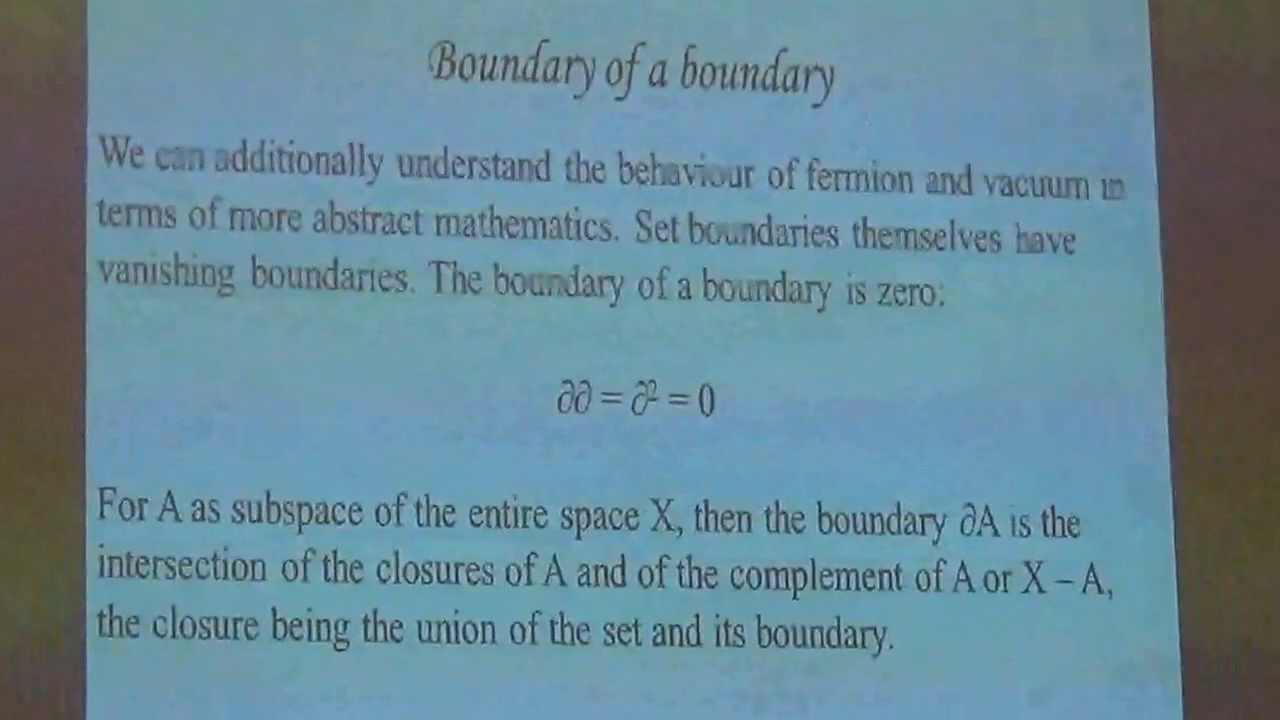 Boundary of a boundary
We can additionally understand the behaviour of fermion and vacuum in
terms of more abstract mathematics. Set boundaries themselves have
vanishing boundaries. The boundary of a boundary is zero:
∂∂ = ∂² = 0
For A as subspace of the entire space X, then the boundary ∂A is the
intersection of the closures of A and of the complement of A or X – A,
the closure being the union of the set and its boundary.